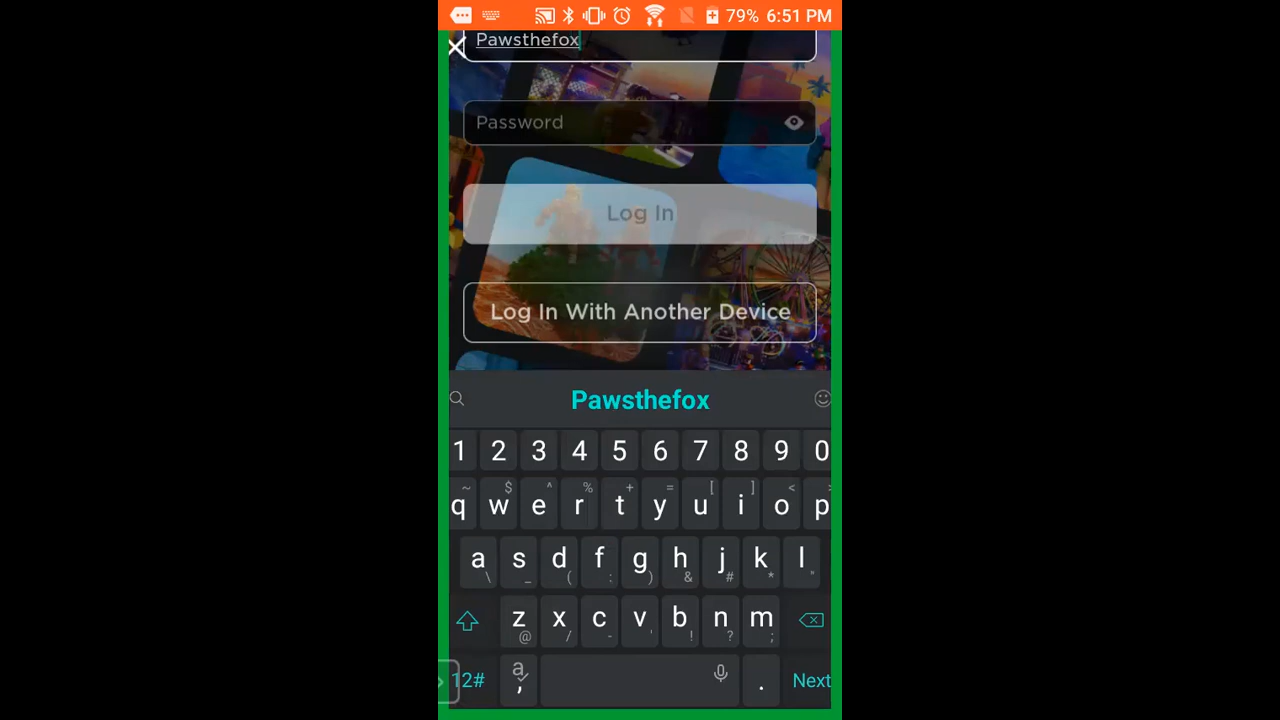 79% 6:51 PM
Pawsthefox
Password
Log In
Log In With Another Device
Pawsthefox
1 2 3 4 5 6 7 8 9 0
~ $ ^ % + = [ ] < >
q w e r t y u i o p
a s d f g h j k l
\ _ ( : ) & # * "
z x c v b n m
@ / - ' ! ? ;
12# a , . Next